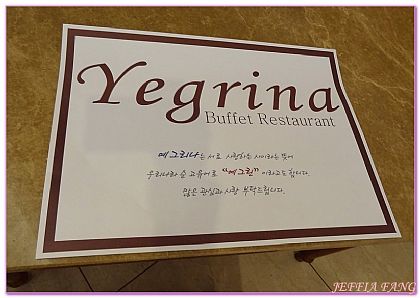 Yegrina
Buffet Restaurant
예그리나는 서로 사랑하는 사이라는 뜻의
우리나라 순 고유어로 "예그린" 이라고도 합니다.
많은 관심과 사랑 부탁드립니다.
JEFFIA FANG